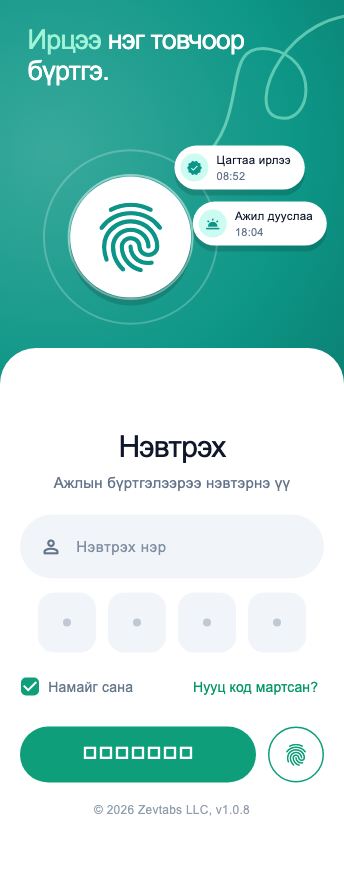 Ирцээ нэг товчоор
бүртгэ.
Цагтаа ирлээ
08:52
Ажил дууслаа
18:04
Нэвтрэх
Ажлын бүртгэлээрээ нэвтэрнэ үү
Нэвтрэх нэр
Намайг сана
Нууц код мартсан?
© 2026 Zevtabs LLC, v1.0.8